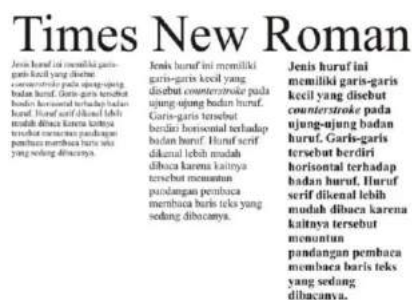 Times New Roman
Jenis huruf ini memiliki garis-
garis kecil yang disebut
counterstroke pada ujung-ujung
badan huruf. Garis-garis tersebut
berdiri horisontal terhadap badan
huruf. Huruf serif dikenal lebih
mudah dibaca karena kaitnya
tersebut menuntun pandangan
pembaca membaca baris teks
yang sedang dibacanya.
Jenis huruf ini memiliki
garis-garis kecil yang
disebut counterstroke pada
ujung-ujung badan huruf.
Garis-garis tersebut
berdiri horisontal terhadap
badan huruf. Huruf serif
dikenal lebih mudah
dibaca karena kaitnya
tersebut menuntun
pandangan pembaca
membaca baris teks yang
sedang dibacanya.
Jenis huruf ini
memiliki garis-garis
kecil yang disebut
counterstroke pada
ujung-ujung badan
huruf. Garis-garis
tersebut berdiri
horisontal terhadap
badan huruf. Huruf
serif dikenal lebih
mudah dibaca karena
kaitnya tersebut
menuntun
pandangan pembaca
membaca baris teks
yang sedang
dibacanya.